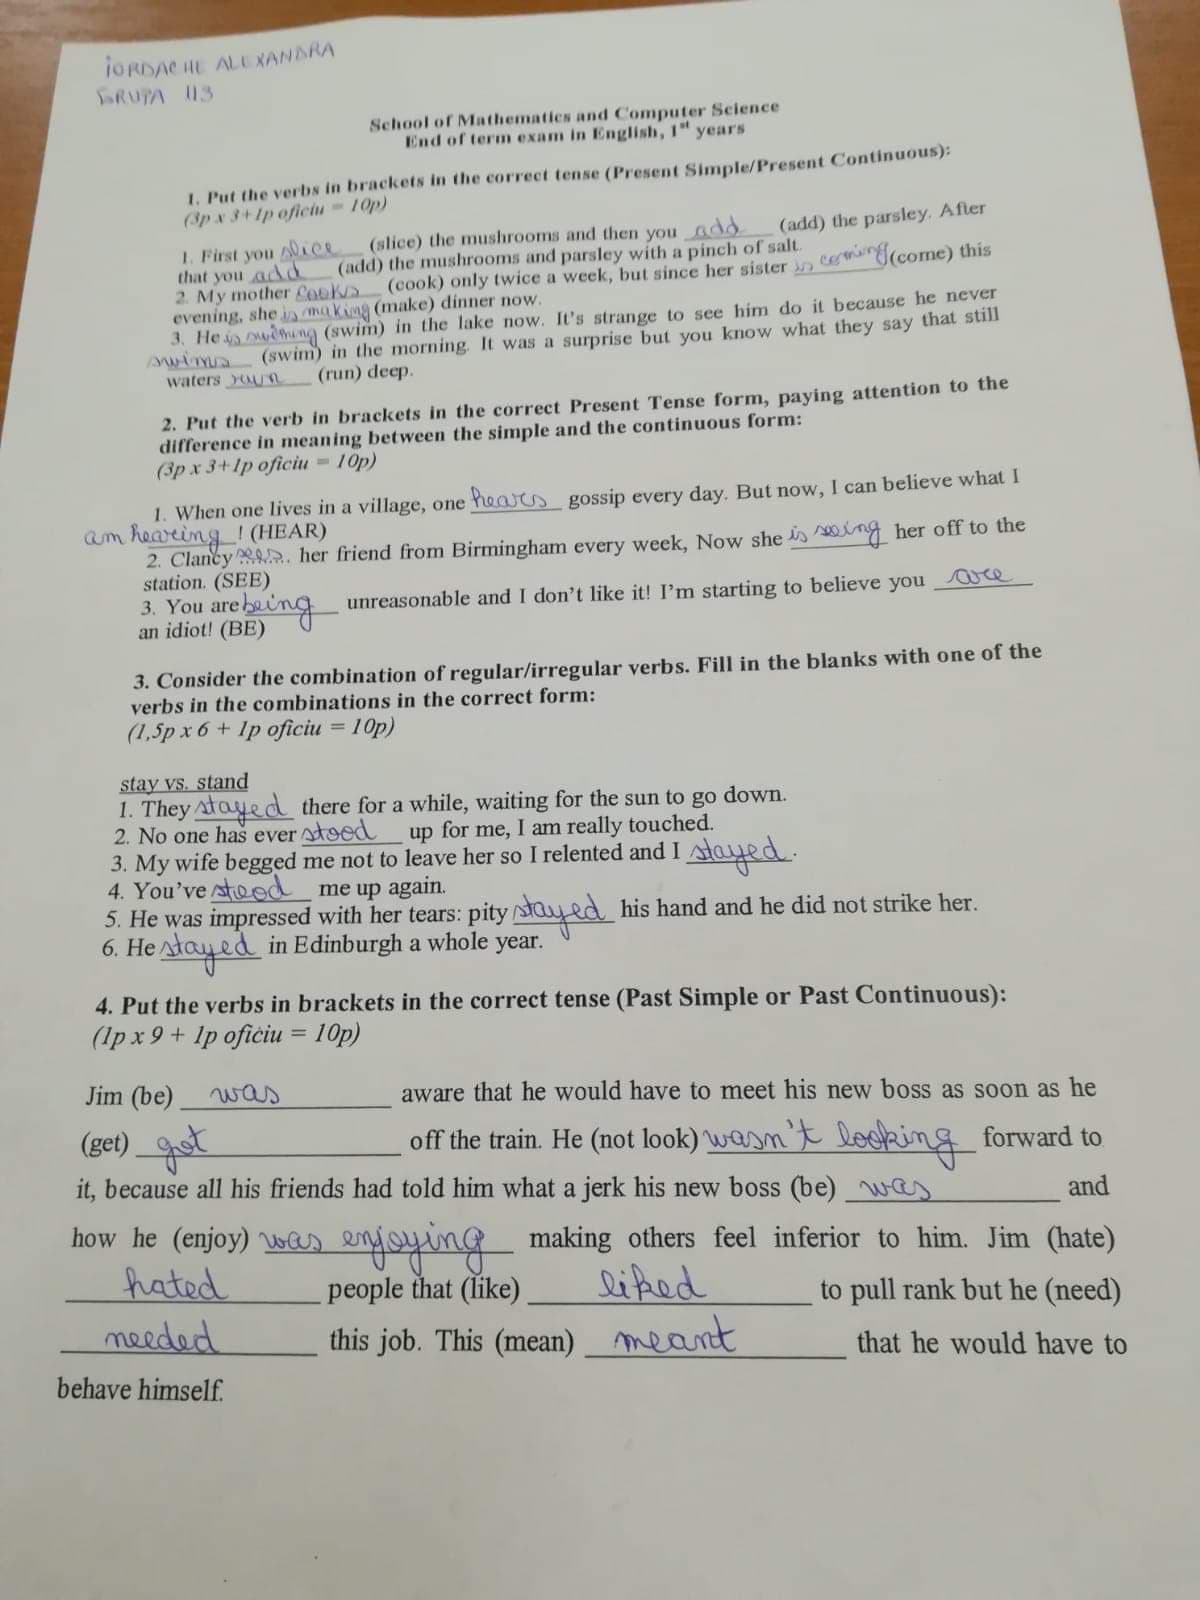 IORDACHE ALEXANDRA
GRUPA 113
School of Mathematics and Computer Science
End of term exam in English, 1st years
1. Put the verbs in brackets in the correct tense (Present Simple/Present Continuous):
(3p x 3+1p oficiu = 10p)
1. First you slice (slice) the mushrooms and then you add (add) the parsley. After
that you add (add) the mushrooms and parsley with a pinch of salt.
2. My mother cooks (cook) only twice a week, but since her sister is coming (come) this
evening, she is making (make) dinner now.
3. He is swimming (swim) in the lake now. It's strange to see him do it because he never
swims (swim) in the morning. It was a surprise but you know what they say that still
waters run (run) deep.
2. Put the verb in brackets in the correct Present Tense form, paying attention to the
difference in meaning between the simple and the continuous form:
(3p x 3+1p oficiu = 10p)
1. When one lives in a village, one hears gossip every day. But now, I can believe what I
am hearing ! (HEAR)
2. Clancy sees her friend from Birmingham every week, Now she is seeing her off to the
station. (SEE)
3. You are being unreasonable and I don't like it! I'm starting to believe you are
an idiot! (BE)
3. Consider the combination of regular/irregular verbs. Fill in the blanks with one of the
verbs in the combinations in the correct form:
(1,5p x 6 + 1p oficiu = 10p)
stay vs. stand
1. They stayed there for a while, waiting for the sun to go down.
2. No one has ever stood up for me, I am really touched.
3. My wife begged me not to leave her so I relented and I stayed.
4. You've stood me up again.
5. He was impressed with her tears: pity stayed his hand and he did not strike her.
6. He stayed in Edinburgh a whole year.
4. Put the verbs in brackets in the correct tense (Past Simple or Past Continuous):
(1p x 9 + 1p oficiu = 10p)
Jim (be) was aware that he would have to meet his new boss as soon as he
(get) got off the train. He (not look) wasn't looking forward to
it, because all his friends had told him what a jerk his new boss (be) was and
how he (enjoy) was enjoying making others feel inferior to him. Jim (hate)
hated people that (like) liked to pull rank but he (need)
needed this job. This (mean) meant that he would have to
behave himself.